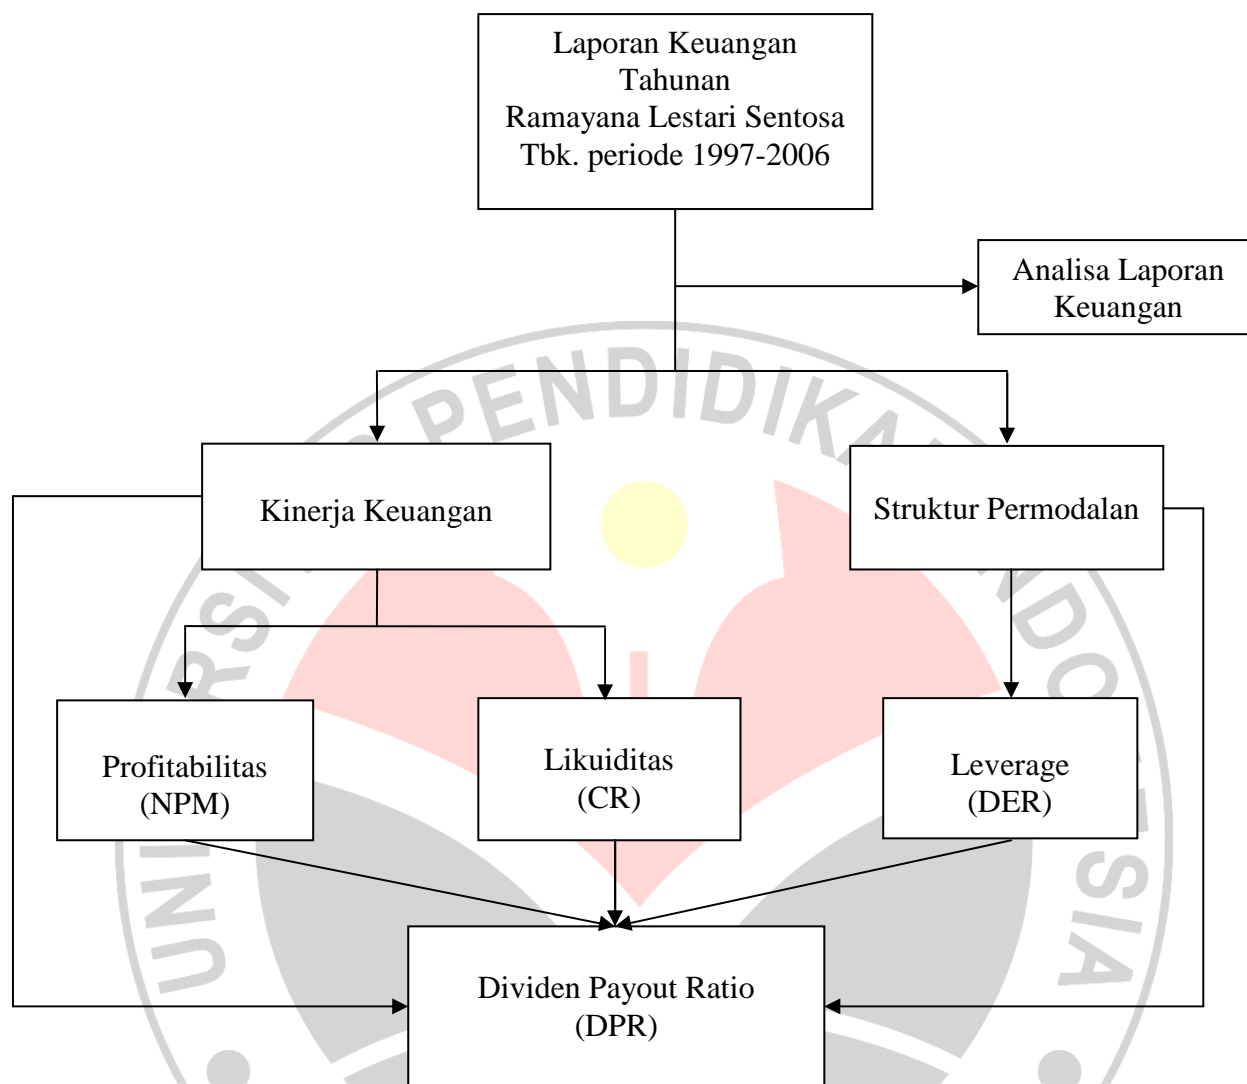 Laporan Keuangan
Tahunan
Ramayana Lestari Sentosa
Tbk. periode 1997-2006
Analisa Laporan
Keuangan
Kinerja Keuangan
Struktur Permodalan
Profitabilitas
(NPM)
Likuiditas
(CR)
Leverage
(DER)
Dividen Payout Ratio
(DPR)
PENDIDIKA